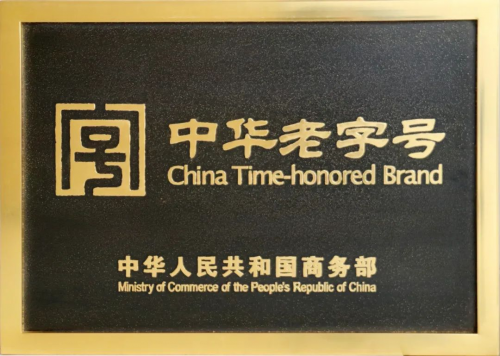 中华老字号
China Time-honored Brand
中华人民共和国商务部
Ministry of Commerce of the People's Republic of China